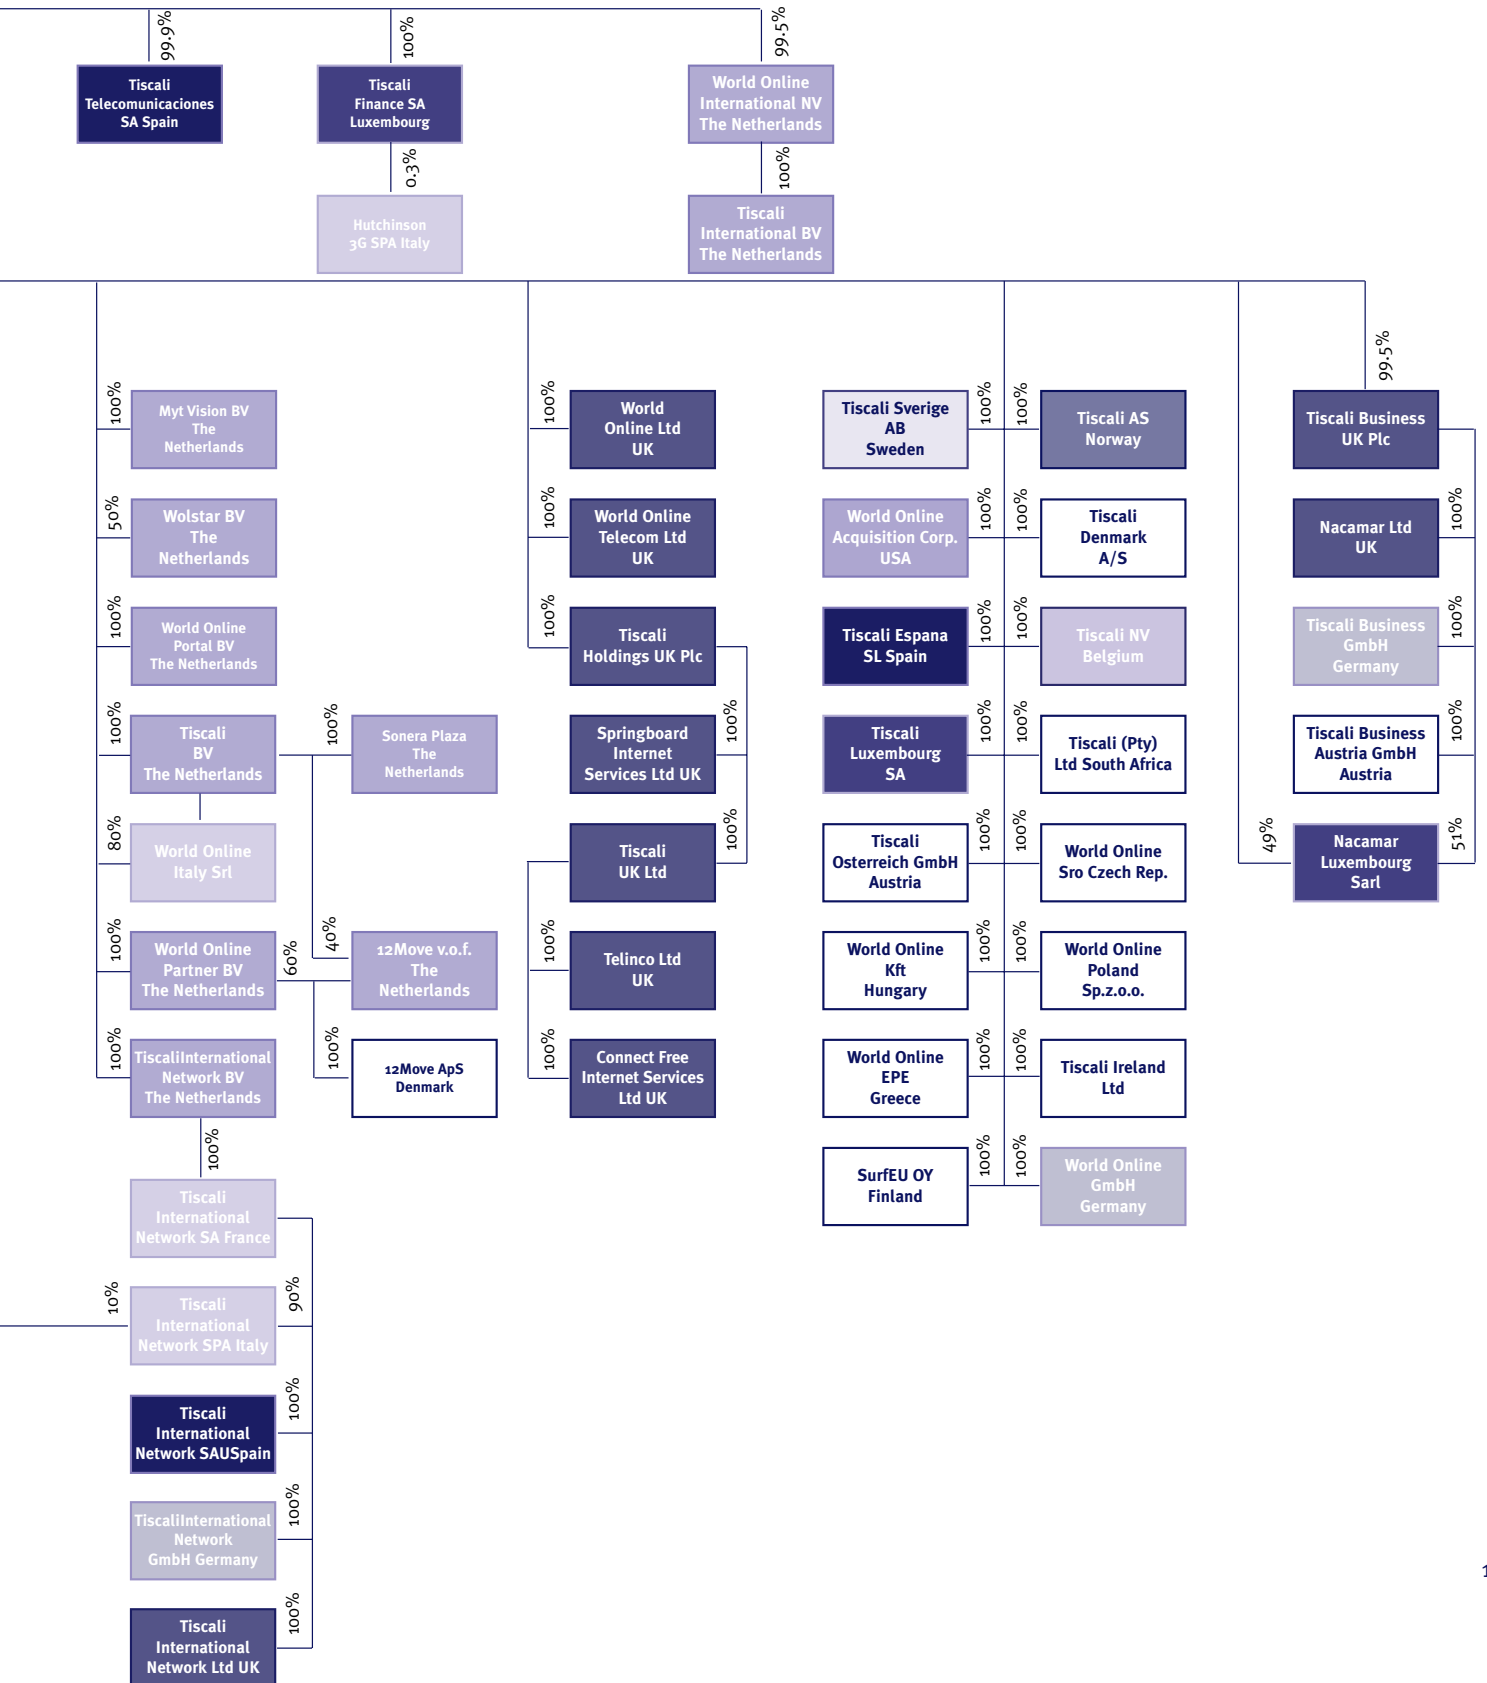 99.9%
100%
99.5%
Tiscali
Telecomunicaciones
SA Spain
Tiscali
Finance SA
Luxembourg
World Online
International NV
The Netherlands
0.3%
100%
Hutchinson
3G SPA Italy
Tiscali
International BV
The Netherlands
99.5%
100%
Myt Vision BV
The
Netherlands
100%
World
Online Ltd
UK
Tiscali Sverige
AB
Sweden
100%
100%
Tiscali AS
Norway
Tiscali Business
UK Plc
50%
Wolstar BV
The
Netherlands
100%
World Online
Telecom Ltd
UK
World Online
Acquisition Corp.
USA
100%
100%
Tiscali
Denmark
A/S
Nacamar Ltd
UK
100%
100%
World Online
Portal BV
The Netherlands
100%
Tiscali
Holdings UK Plc
Tiscali Espana
SL Spain
100%
100%
Tiscali NV
Belgium
Tiscali Business
GmbH
Germany
100%
100%
Tiscali
BV
The Netherlands
100%
Sonera Plaza
The
Netherlands
Springboard
Internet
Services Ltd UK
100%
Tiscali
Luxembourg
SA
100%
100%
Tiscali (Pty)
Ltd South Africa
Tiscali Business
Austria GmbH
Austria
100%
80%
World Online
Italy Srl
Tiscali
UK Ltd
100%
Tiscali
Osterreich GmbH
Austria
100%
100%
World Online
Sro Czech Rep.
49%
Nacamar
Luxembourg
Sarl
51%
100%
World Online
Partner BV
The Netherlands
60%
40%
12Move v.o.f.
The
Netherlands
100%
Telinco Ltd
UK
World Online
Kft
Hungary
100%
100%
World Online
Poland
Sp.z.o.o.
100%
TiscaliInternational
Network BV
The Netherlands
100%
12Move ApS
Denmark
100%
Connect Free
Internet Services
Ltd UK
World Online
EPE
Greece
100%
100%
Tiscali Ireland
Ltd
100%
SurfEU OY
Finland
100%
100%
World Online
GmbH
Germany
Tiscali
International
Network SA France
10%
Tiscali
International
Network SPA Italy
90%
Tiscali
International
Network SAUSpain
100%
TiscaliInternational
Network
GmbH Germany
100%
1
Tiscali
International
Network Ltd UK
100%